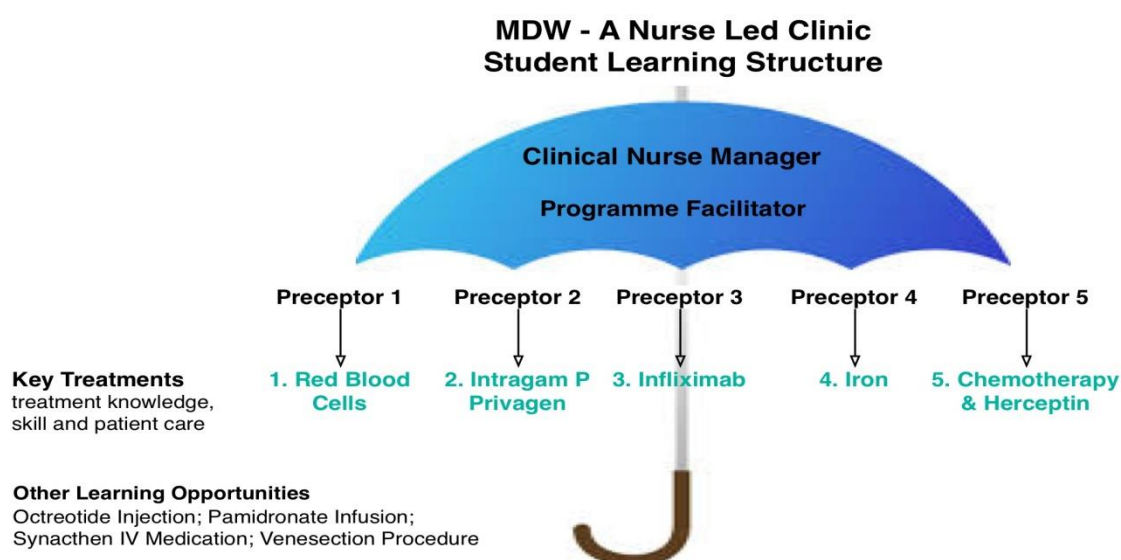 MDW - A Nurse Led Clinic
Student Learning Structure
Clinical Nurse Manager
Programme Facilitator
Preceptor 1
Preceptor 2
Preceptor 3
Preceptor 4
Preceptor 5
Key Treatments
treatment knowledge,
skill and patient care
1. Red Blood
Cells
2. Intragam P
Privagen
3. Infliximab
4. Iron
5. Chemotherapy
& Herceptin
Other Learning Opportunities
Octreotide Injection; Pamidronate Infusion;
Synacthen IV Medication; Venesection Procedure